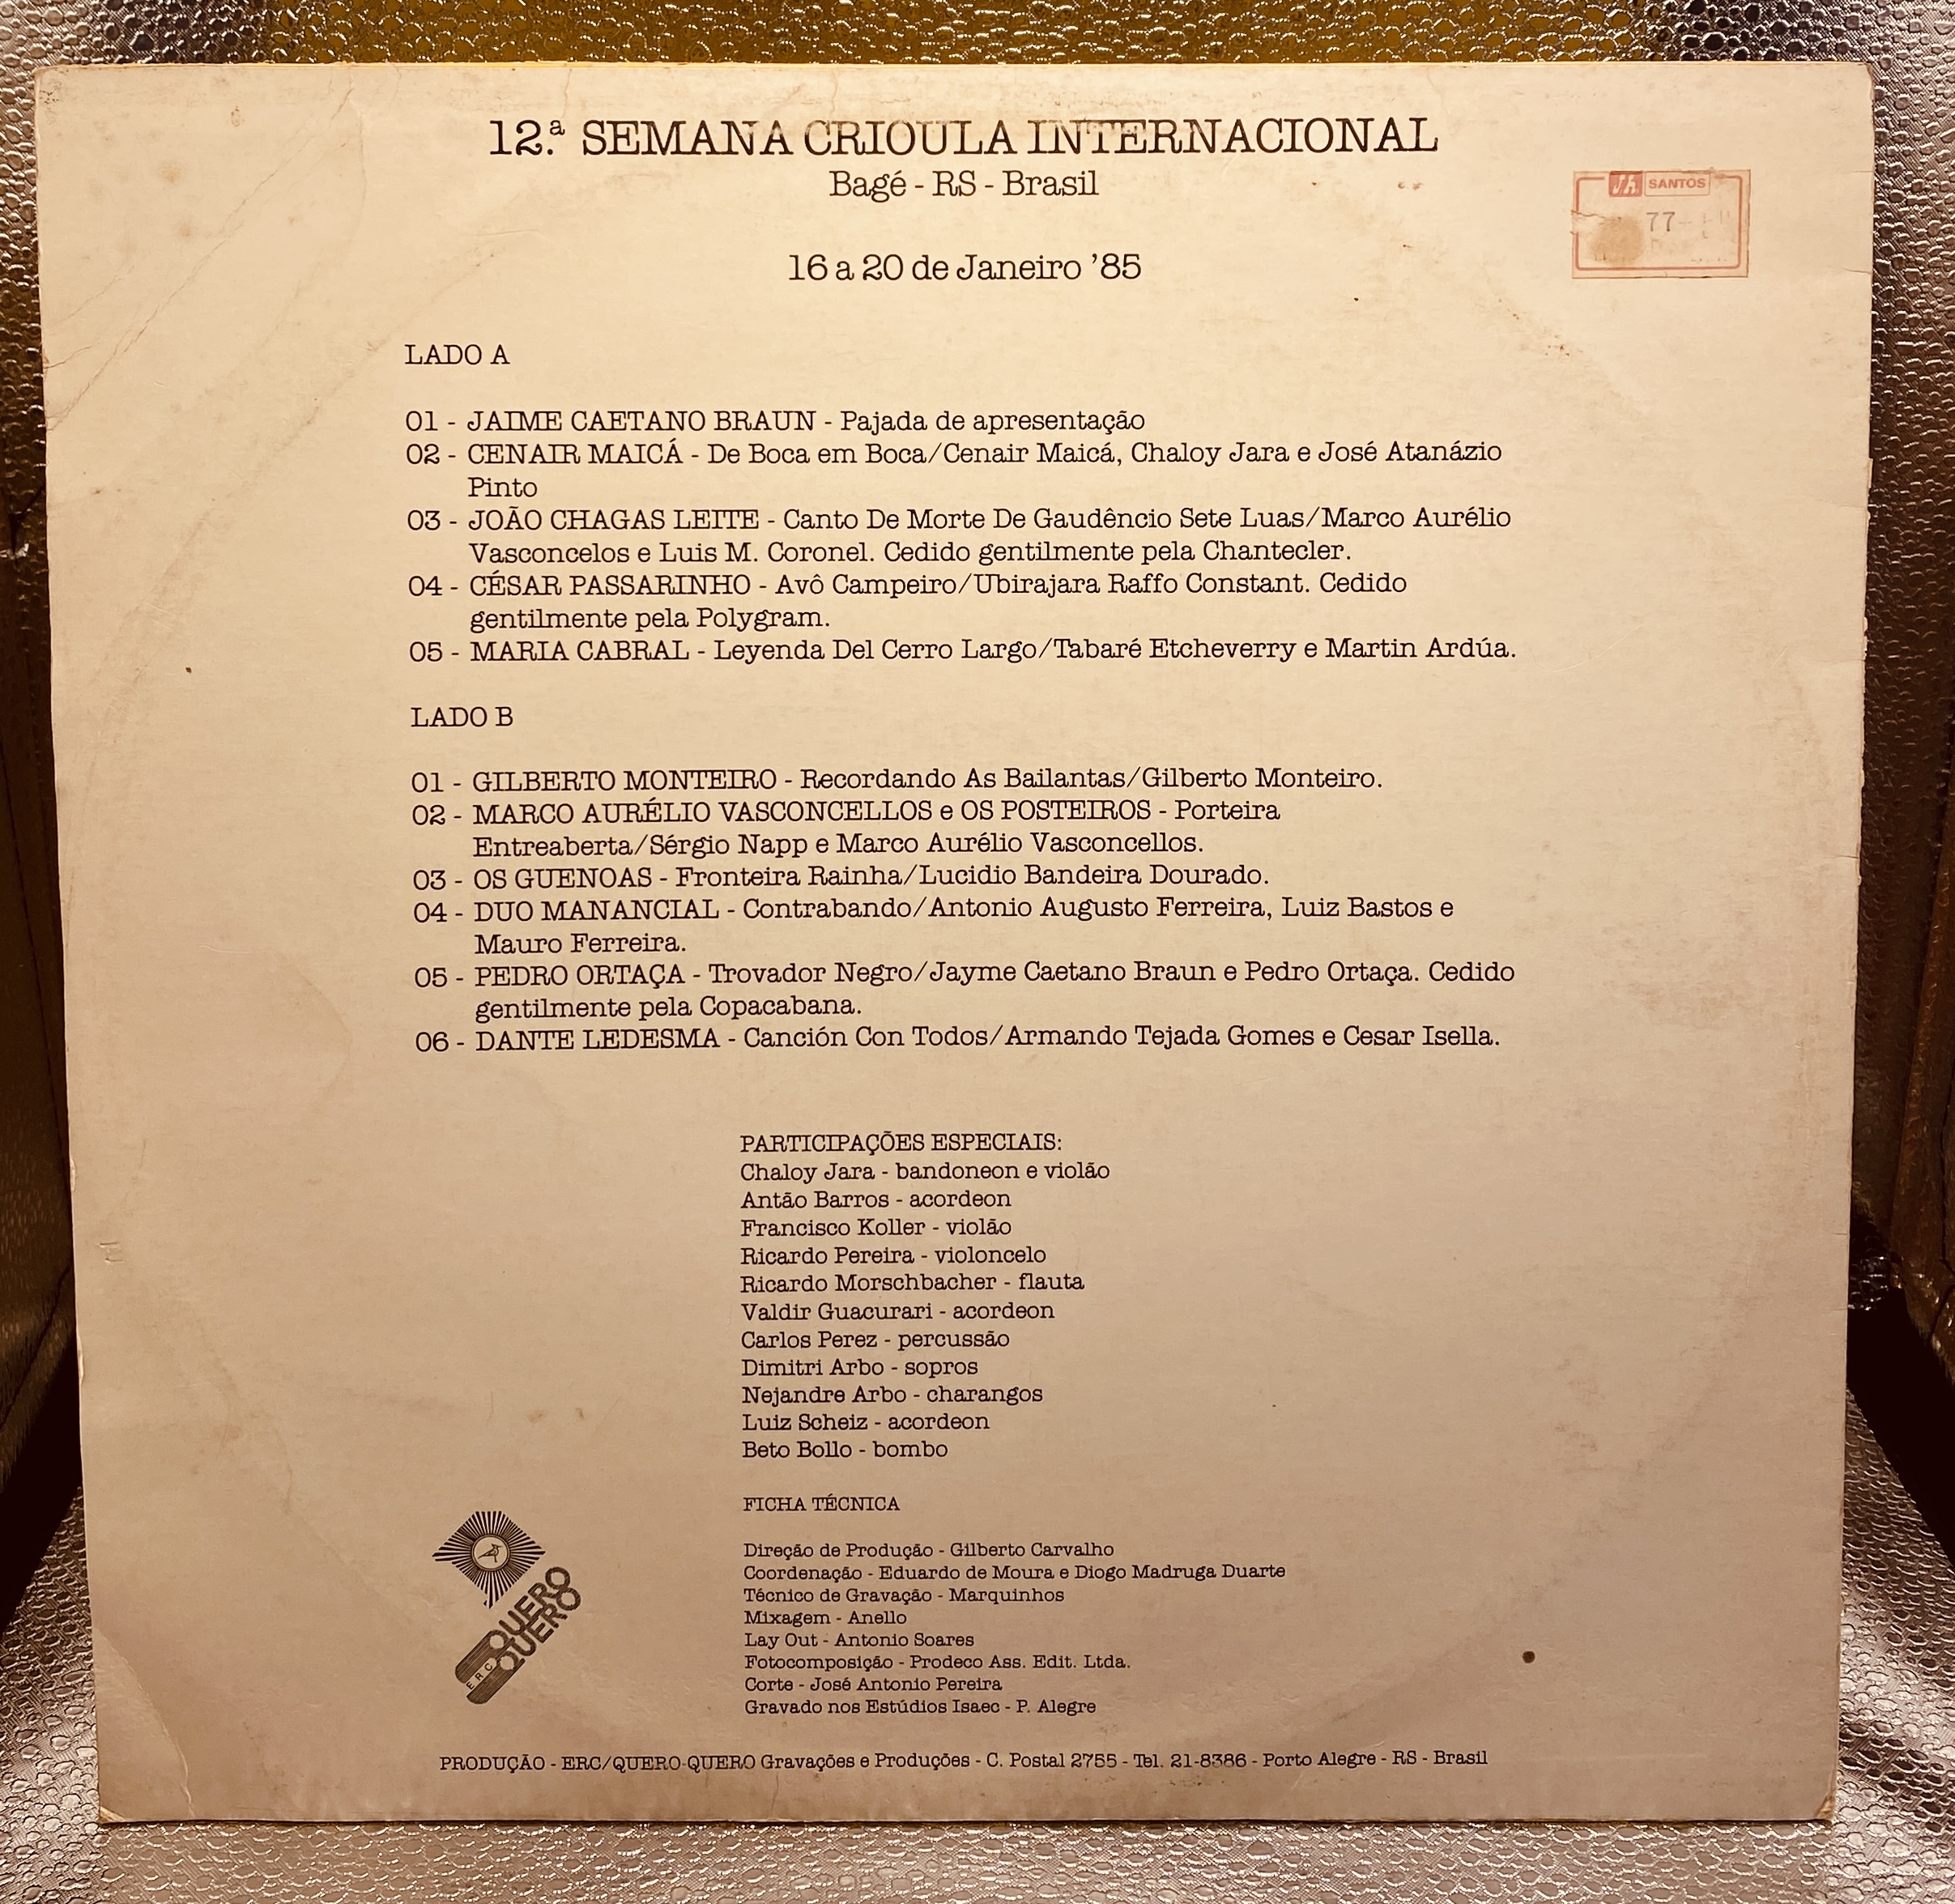 12.ª SEMANA CRIOULA INTERNACIONAL
Bagé - RS - Brasil
SANTOS
77
16 a 20 de Janeiro '85
LADO A
01 - JAIME CAETANO BRAUN - Pajada de apresentação
02 - CENAIR MAICÁ - De Boca em Boca/Cenair Maicá, Chaloy Jara e José Atanázio
Pinto
03 - JOÃO CHAGAS LEITE - Canto De Morte De Gaudêncio Sete Luas/Marco Aurélio
Vasconcelos e Luis M. Coronel. Cedido gentilmente pela Chantecler.
04 - CÉSAR PASSARINHO - Avô Campeiro/Ubirajara Raffo Constant. Cedido
gentilmente pela Polygram.
05 - MARIA CABRAL - Leyenda Del Cerro Largo/Tabaré Etcheverry e Martin Ardúa.
LADO B
01 - GILBERTO MONTEIRO - Recordando As Bailantas/Gilberto Monteiro.
02 - MARCO AURÉLIO VASCONCELLOS e OS POSTEIROS - Porteira
Entreaberta/Sérgio Napp e Marco Aurélio Vasconcellos.
03 - OS GUENOAS - Fronteira Rainha/Lucidio Bandeira Dourado.
04 - DUO MANANCIAL - Contrabando/Antonio Augusto Ferreira, Luiz Bastos e
Mauro Ferreira.
05 - PEDRO ORTAÇA - Trovador Negro/Jayme Caetano Braun e Pedro Ortaça. Cedido
gentilmente pela Copacabana.
06 - DANTE LEDESMA - Canción Con Todos/Armando Tejada Gomes e Cesar Isella.
PARTICIPAÇÕES ESPECIAIS:
Chaloy Jara - bandoneon e violão
Antão Barros - acordeon
Francisco Koller - violão
Ricardo Pereira - violoncelo
Ricardo Morschbacher - flauta
Valdir Guacurari - acordeon
Carlos Perez - percussão
Dimitri Arbo - sopros
Nejandre Arbo - charangos
Luiz Scheiz - acordeon
Beto Bollo - bombo
FICHA TÉCNICA
Direção de Produção - Gilberto Carvalho
Coordenação - Eduardo de Moura e Diogo Madruga Duarte
Técnico de Gravação - Marquinhos
Mixagem - Anello
Lay Out - Antonio Soares
Fotocomposição - Prodeco Ass. Edit. Ltda.
Corte - José Antonio Pereira
Gravado nos Estúdios Isaec - P. Alegre
QUERO
QUERO
ERC
PRODUÇÃO - ERC/QUERO-QUERO Gravações e Produções - C. Postal 2755 - Tel. 21-8386 - Porto Alegre - RS - Brasil